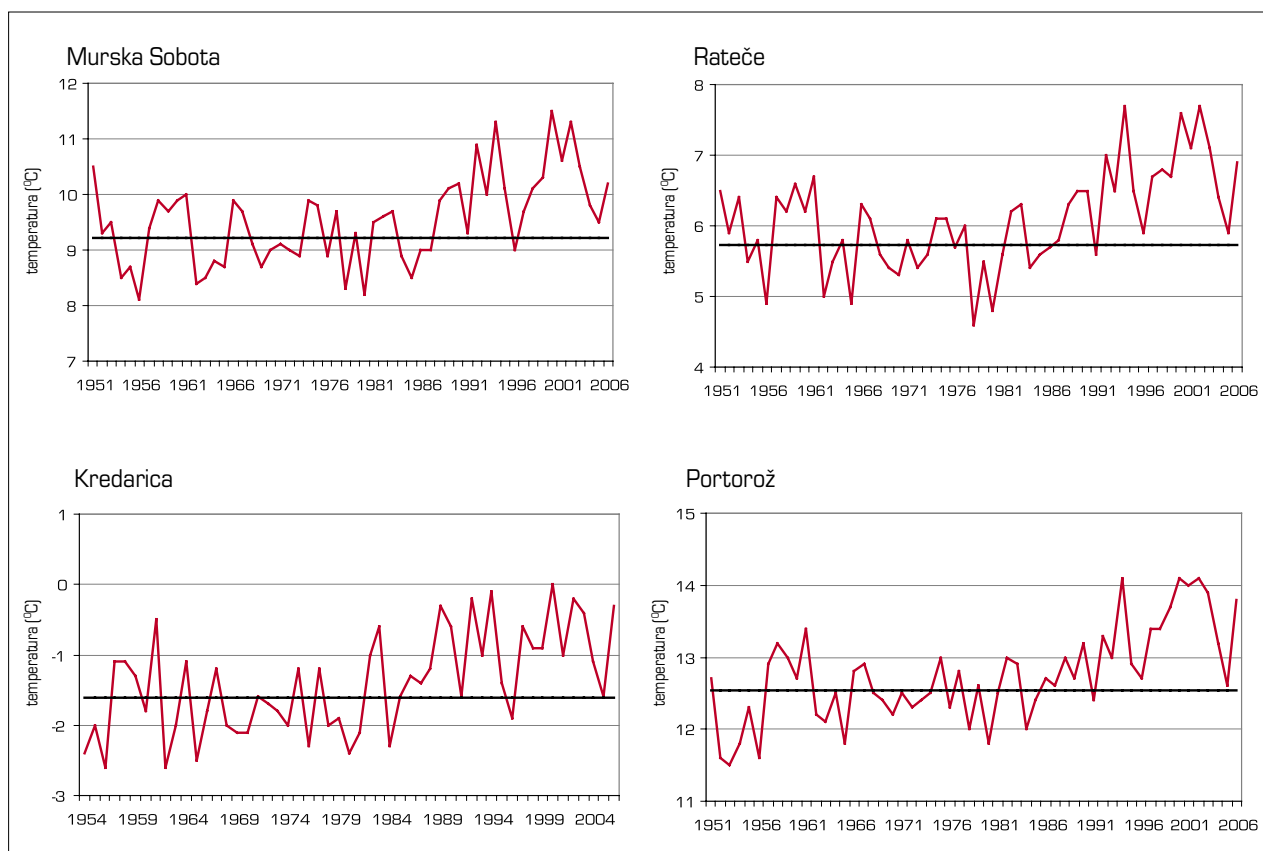 Murska Sobota
temperatura (⁰C)
12
11
10
9
8
7
1951 1956 1961 1966 1971 1976 1981 1986 1991 1996 2001 2006
Rateče
temperatura (⁰C)
8
7
6
5
4
1951 1956 1961 1966 1971 1976 1981 1986 1991 1996 2001 2006
Kredarica
temperatura (⁰C)
1
0
-1
-2
-3
1954 1959 1964 1969 1974 1979 1984 1989 1994 1999 2004
Portorož
temperatura (⁰C)
15
14
13
12
11
1951 1956 1961 1966 1971 1976 1981 1986 1991 1996 2001 2006